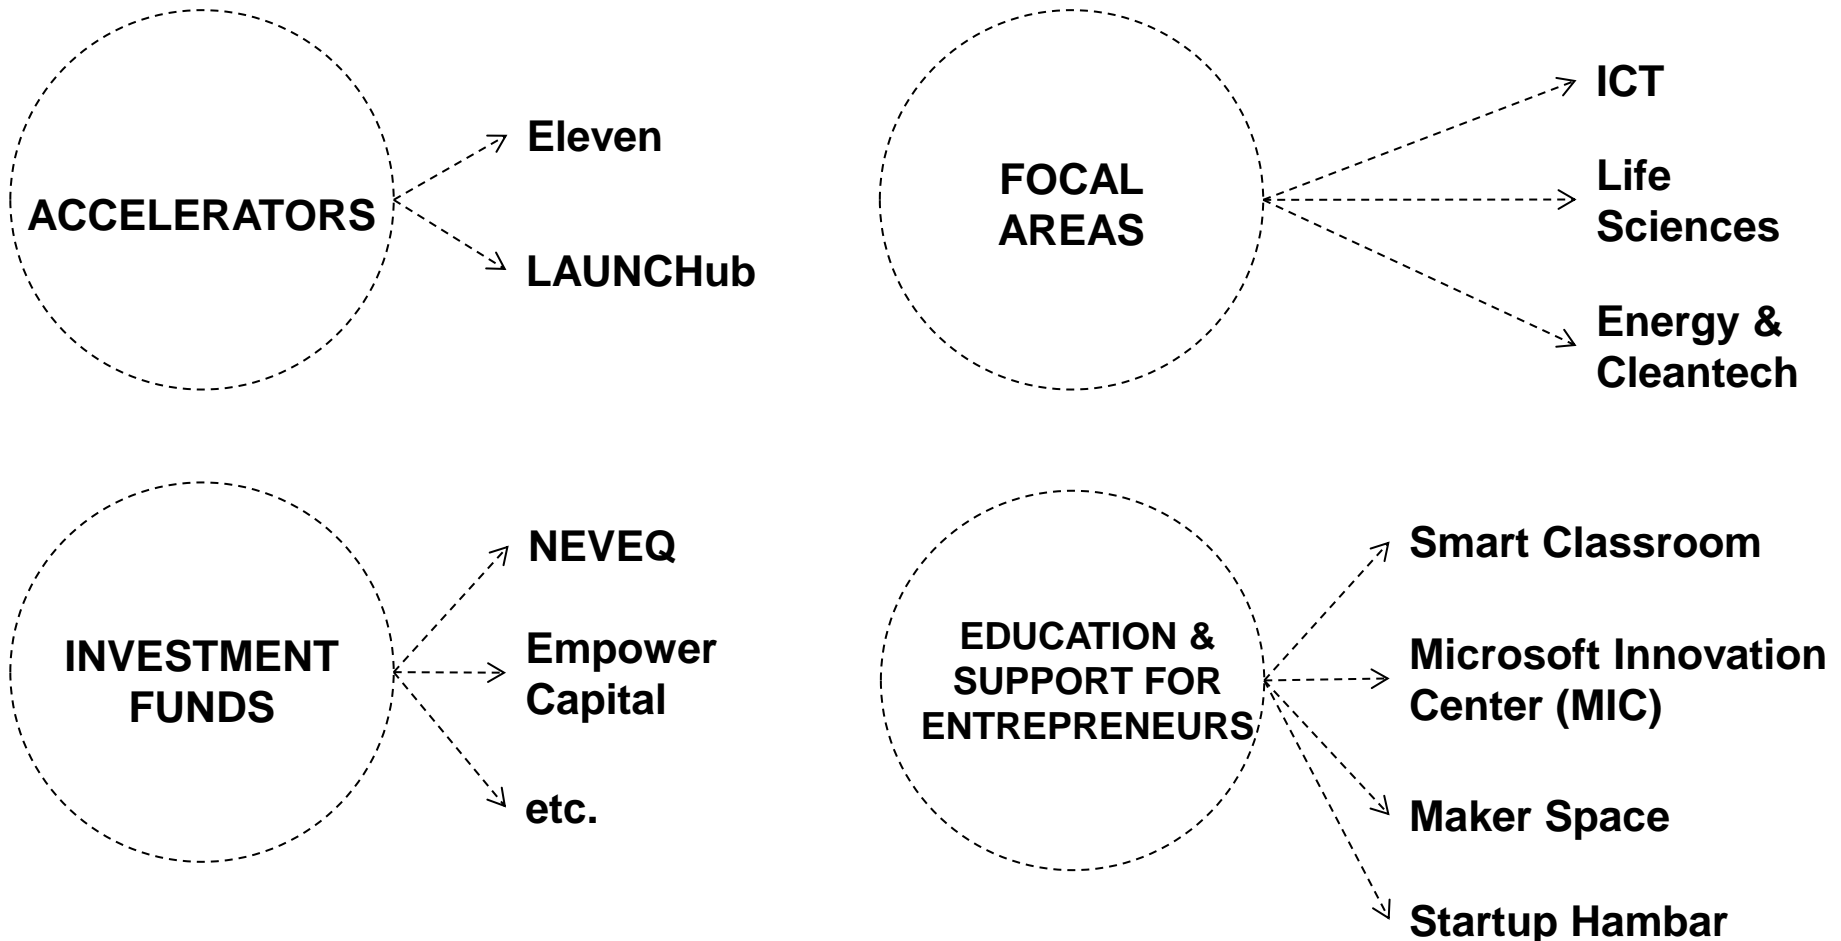 ACCELERATORS
Eleven
LAUNCHub
FOCAL
AREAS
ICT
Life
Sciences
Energy &
Cleantech
INVESTMENT
FUNDS
NEVEQ
Empower
Capital
etc.
EDUCATION &
SUPPORT FOR
ENTREPRENEURS
Smart Classroom
Microsoft Innovation
Center (MIC)
Maker Space
Startup Hambar